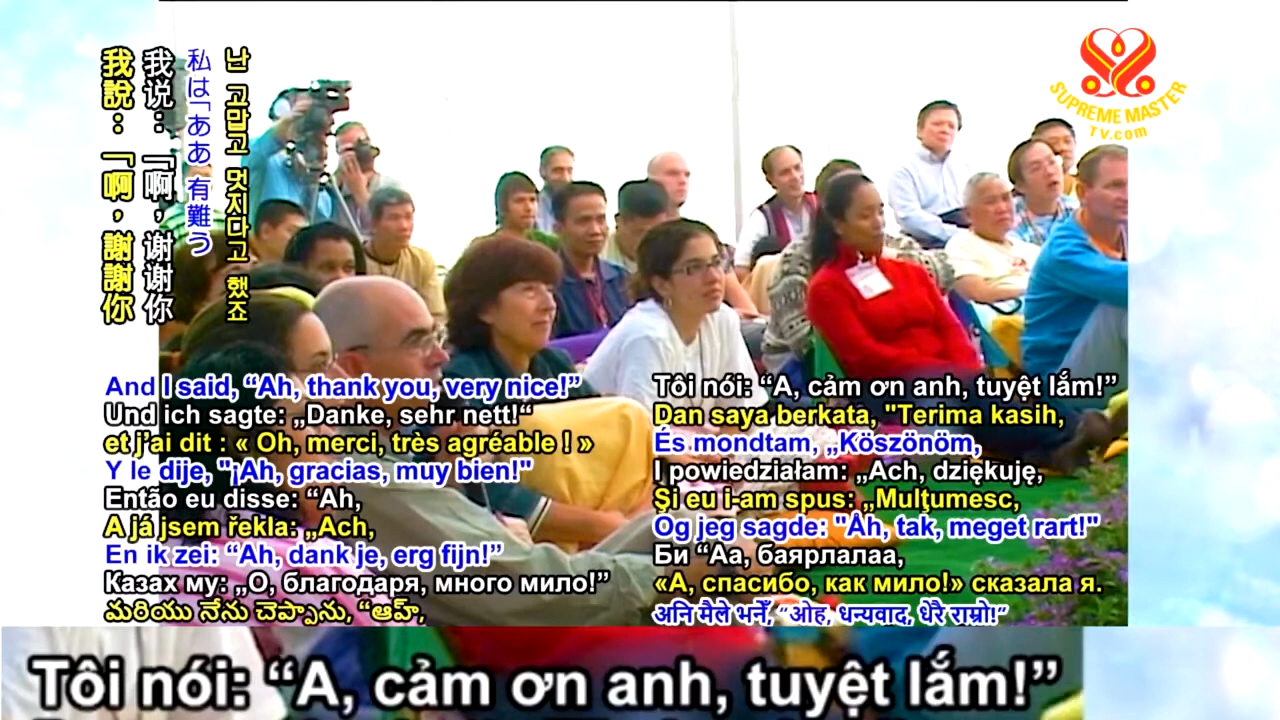 我說：「啊，謝謝你
我说：「啊，谢谢你
私は「ああ 有難う
난 고맙고 멋지다고 했죠
SUPREME MASTER
TV.com
And I said, “Ah, thank you, very nice!”
Und ich sagte: „Danke, sehr nett!“
et j’ai dit : « Oh, merci, très agréable ! »
Y le dije, "¡Ah, gracias, muy bien!"
Então eu disse: “Ah,
A já jsem řekla: „Ach,
En ik zei: “Ah, dank je, erg fijn!”
Казах му: „О, благодаря, много мило!”
మరియు నేను చెప్పాను, “ఆహ్,
Tôi nói: “A, cảm ơn anh, tuyệt lắm!”
Dan saya berkata, "Terima kasih,
És mondtam, „Köszönöm,
I powiedziałam: „Ach, dziękuję,
Şi eu i-am spus: „Mulţumesc,
Og jeg sagde: "Åh, tak, meget rart!"
Би “Аа, баярлалаа,
«А, спасибо, как мило!» сказала я.
अनि मैले भनेँ, “ओह, धन्यवाद, धेरै राम्रो!”
Tôi nói: “A, cảm ơn anh, tuyệt lắm!”